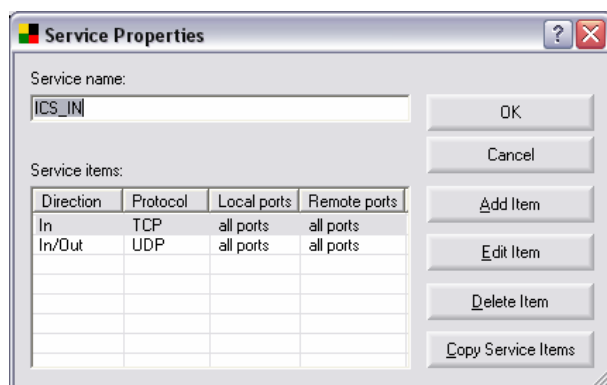 Service Properties
Service name:
ICS_IN
OK
Cancel
Service items:
Direction Protocol Local ports Remote ports
In TCP all ports all ports
In/Out UDP all ports all ports
Add Item
Edit Item
Delete Item
Copy Service Items